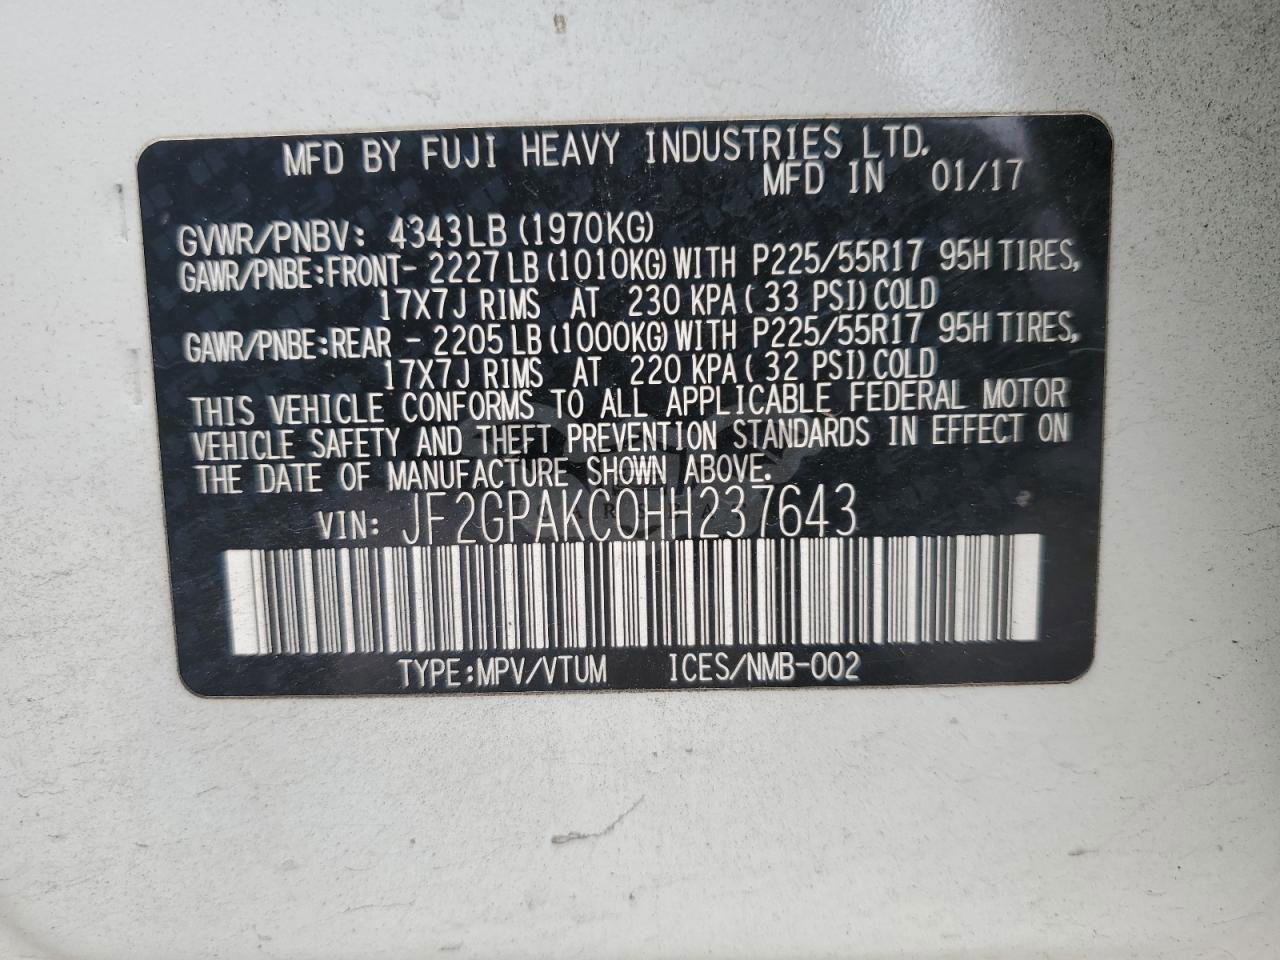 MFD BY FUJI HEAVY INDUSTRIES LTD.
MFD IN 01/17
GVWR/PNBV: 4343LB (1970KG)
GAWR/PNBE:FRONT- 2227LB (1010KG) WITH P225/55R17 95H TIRES,
17X7J RIMS AT 230 KPA ( 33 PSI) COLD
GAWR/PNBE:REAR - 2205LB (1000KG) WITH P225/55R17 95H TIRES,
17X7J RIMS AT 220 KPA ( 32 PSI) COLD
THIS VEHICLE CONFORMS TO ALL APPLICABLE FEDERAL MOTOR
VEHICLE SAFETY AND THEFT PREVENTION STANDARDS IN EFFECT ON
THE DATE OF MANUFACTURE SHOWN ABOVE.
VIN: JF2GPAKC0HH237643
TYPE:MPV/VTUM ICES/NMB-002